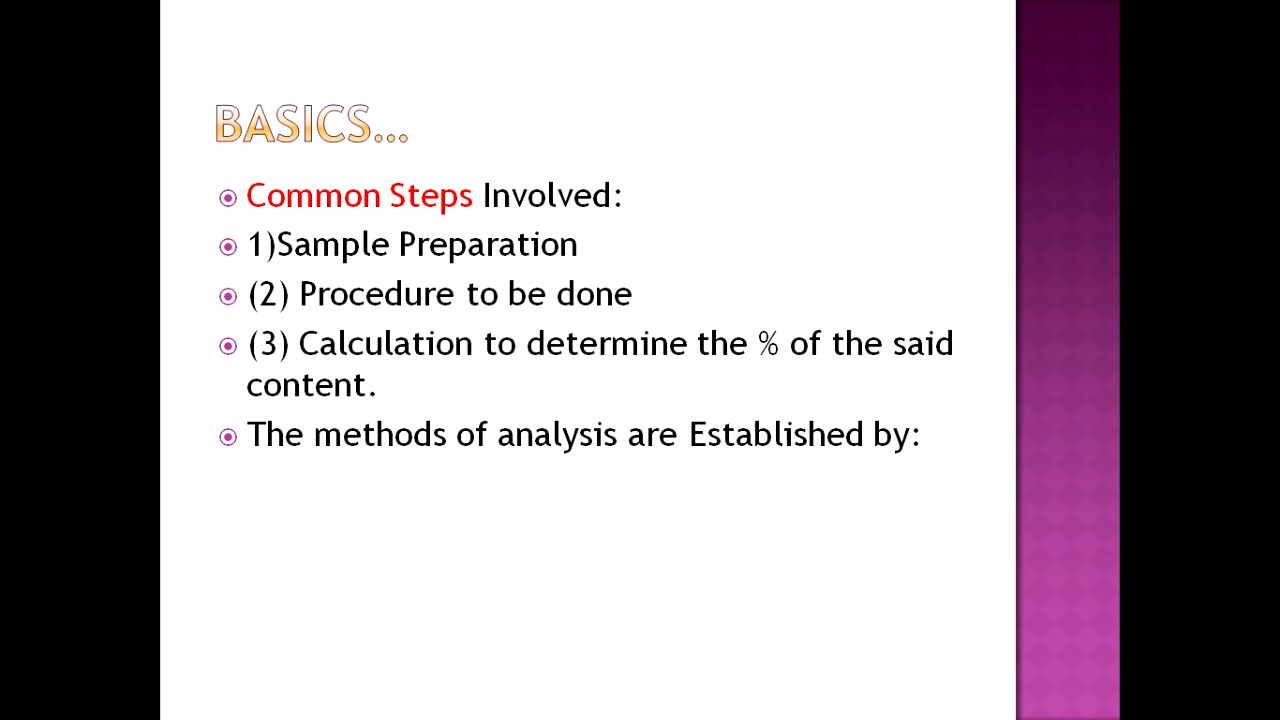 BASICS...
Common Steps Involved:
1)Sample Preparation
(2) Procedure to be done
(3) Calculation to determine the % of the said
content.
The methods of analysis are Established by: